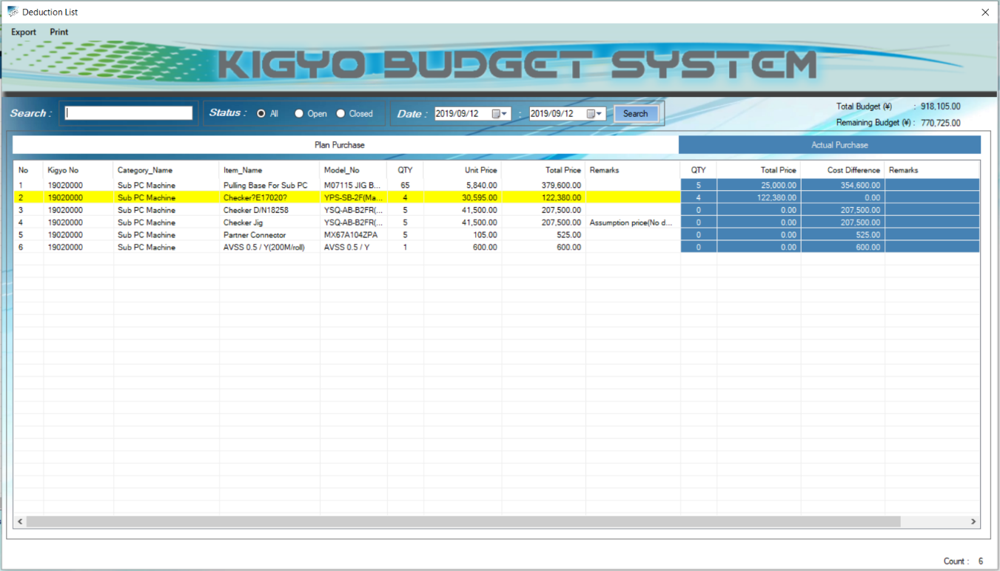 Deduction List
Export Print
KIGYO BUDGET SYSTEM
Search : Status : All Open Closed Date : 2019/09/12 : 2019/09/12 Search
Total Budget (¥) : 918,105.00
Remaining Budget (¥) : 770,725.00
Plan Purchase Actual Purchase
No Kigyo No Category_Name Item_Name Model_No QTY Unit Price Total Price Remarks QTY Total Price Cost Difference Remarks
1 19020000 Sub PC Machine Pulling Base For Sub PC M07115 JIG B... 65 5,840.00 379,600.00 5 25,000.00 354,600.00
2 19020000 Sub PC Machine Checker?E17020? YPS-SB-2F(Ma... 4 30,595.00 122,380.00 4 122,380.00 0.00
3 19020000 Sub PC Machine Checker D/N18258 YSQ-AB-B2FR(... 5 41,500.00 207,500.00 0 0.00 207,500.00
4 19020000 Sub PC Machine Checker Jig YSQ-AB-B2FR(... 5 41,500.00 207,500.00 Assumption price(No d... 0 0.00 207,500.00
5 19020000 Sub PC Machine Partner Connector MX67A104ZPA 5 105.00 525.00 0 0.00 525.00
6 19020000 Sub PC Machine AVSS 0.5 / Y(200M/roll) AVSS 0.5 / Y 1 600.00 600.00 0 0.00 600.00
Count : 6